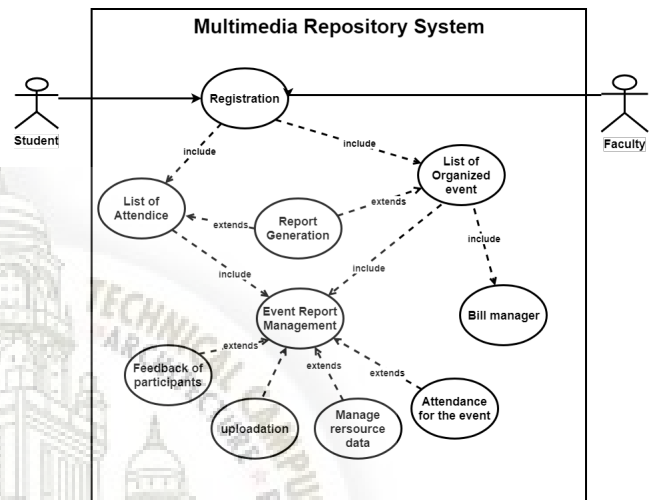 Multimedia Repository System
Student
Registration
Faculty
include
include
List of
Organized
event
List of
Attendice
extends
Report
Generation
extends
include
include
include
Event Report
Management
Bill manager
extends
Feedback of
participants
extends
extends
uploadation
Manage
rersource
data
Attendance
for the event
TECHNICAL CAMPUS